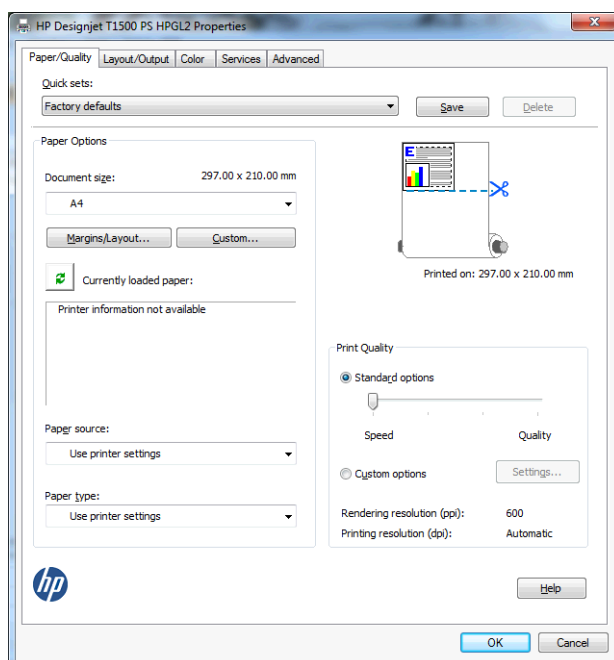 HP Designjet T1500 PS HPGL2 Properties
Paper/Quality Layout/Output Color Services Advanced
Quick sets:
Factory defaults Save Delete
Paper Options
Document size: 297.00 x 210.00 mm
A4
Margins/Layout... Custom...
Currently loaded paper:
Printer information not available
Paper source:
Use printer settings
Paper type:
Use printer settings
E
Printed on: 297.00 x 210.00 mm
Print Quality
Standard options
Speed Quality
Custom options Settings...
Rendering resolution (ppi): 600
Printing resolution (dpi): Automatic
hp
Help
OK Cancel